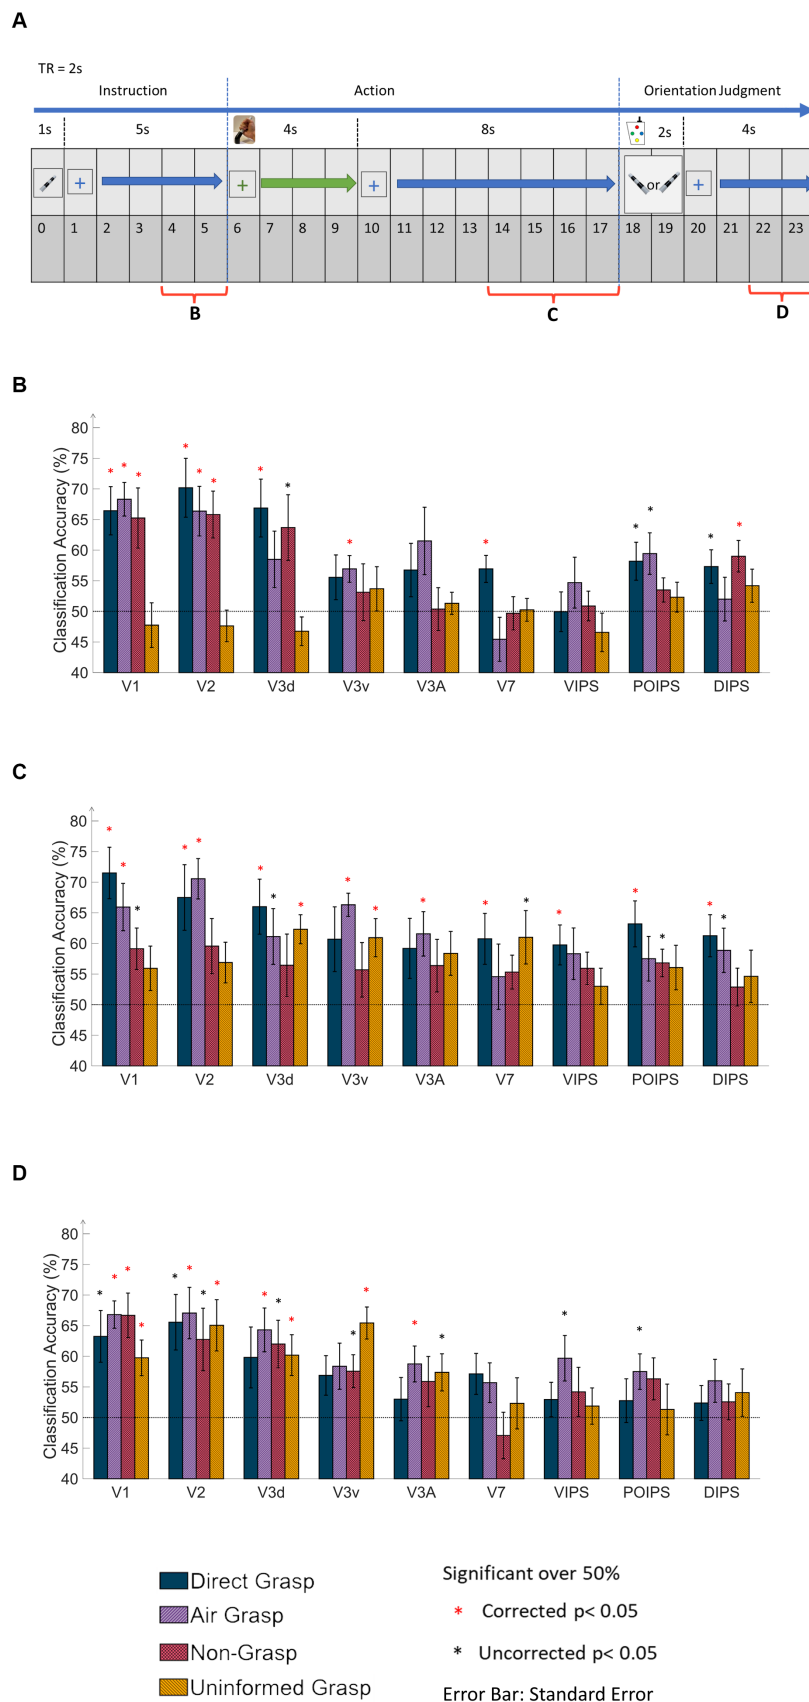 A
TR = 2s
Instruction Action Orientation Judgment
1s 5s 4s 8s 2s 4s
+ + + or +
0 1 2 3 4 5 6 7 8 9 10 11 12 13 14 15 16 17 18 19 20 21 22 23
B C D
B
Classification Accuracy (%)
80
75
70
65
60
55
50
45
40
V1 V2 V3d V3v V3A V7 VIPS POIPS DIPS
C
Classification Accuracy (%)
80
75
70
65
60
55
50
45
40
V1 V2 V3d V3v V3A V7 VIPS POIPS DIPS
D
Classification Accuracy (%)
80
75
70
65
60
55
50
45
40
V1 V2 V3d V3v V3A V7 VIPS POIPS DIPS
Direct Grasp
Air Grasp
Non-Grasp
Uninformed Grasp
Significant over 50%
* Corrected p< 0.05
* Uncorrected p< 0.05
Error Bar: Standard Error